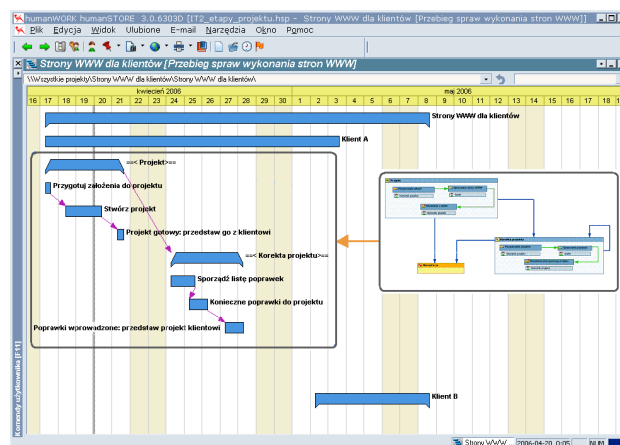 humanWORK humanSTORE 3.0.6303D [IT2_etapy_projektu.hsp - Strony WWW dla klientów [Przebieg spraw wykonania stron WWW]]
Plik Edycja Widok Ulubione E-mail Narzędzia Okno Pomoc
Strony WWW dla klientów [Przebieg spraw wykonania stron WWW]
\\Wszystkie projekty\Strony WWW dla klientów\Strony WWW dla klientów\
kwiecień 2006 maj 2006
16 17 18 19 20 21 22 23 24 25 26 27 28 29 30 1 2 3 4 5 6 7 8 9 10 11 12 13 14 15 16 17 18
Strony WWW dla klientów
Klient A
==< Projekt>==
Przygotuj założenia do projektu
Stwórz projekt
Projekt gotowy: przedstaw go z klientowi
==< Korekta projektu>==
Sporządź listę poprawek
Konieczne poprawki do projektu
Poprawki wprowadzone: przedstaw projekt klientowi
Klient B
Komendy użytkownika [F11]
Projekt
Korekta projektu
Strony WWW ... 2006-04-20 0:05 NUM